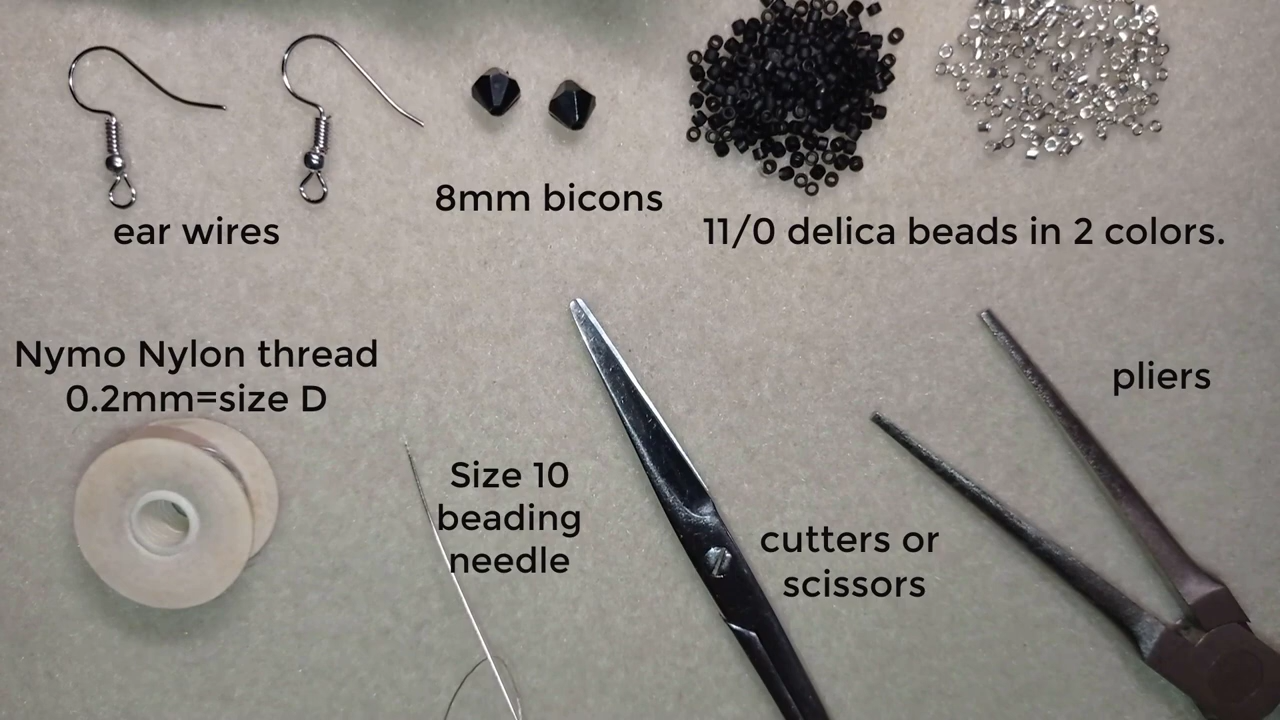 ear wires
8mm bicons
11/0 delica beads in 2 colors.
Nymo Nylon thread
0.2mm=size D
Size 10
beading
needle
cutters or
scissors
pliers